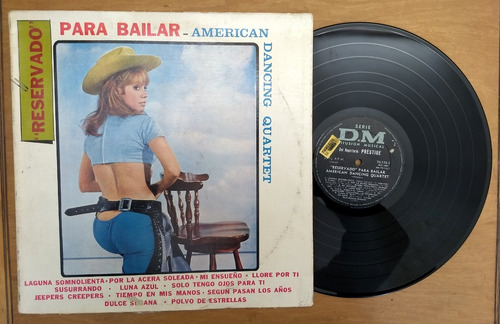 "RESERVADO"
PARA BAILAR - AMERICAN
DANCING QUARTET
LAGUNA SOMNOLIENTA · POR LA ACERA SOLEADA · MI ENSUEÑO · LLORE POR TI
SUSURRANDO · LUNA AZUL · SOLO TENGO OJOS PARA TI
JEEPERS CREEPERS · TIEMPO EN MIS MANOS · SEGUN PASAN LOS AÑOS
DULCE · POLVO DE ESTRELLAS
SERIE
DM
DIFUSION MUSICAL
PRESTIGE
"RESERVADO" PARA BAILAR
AMERICAN DANCING QUARTET